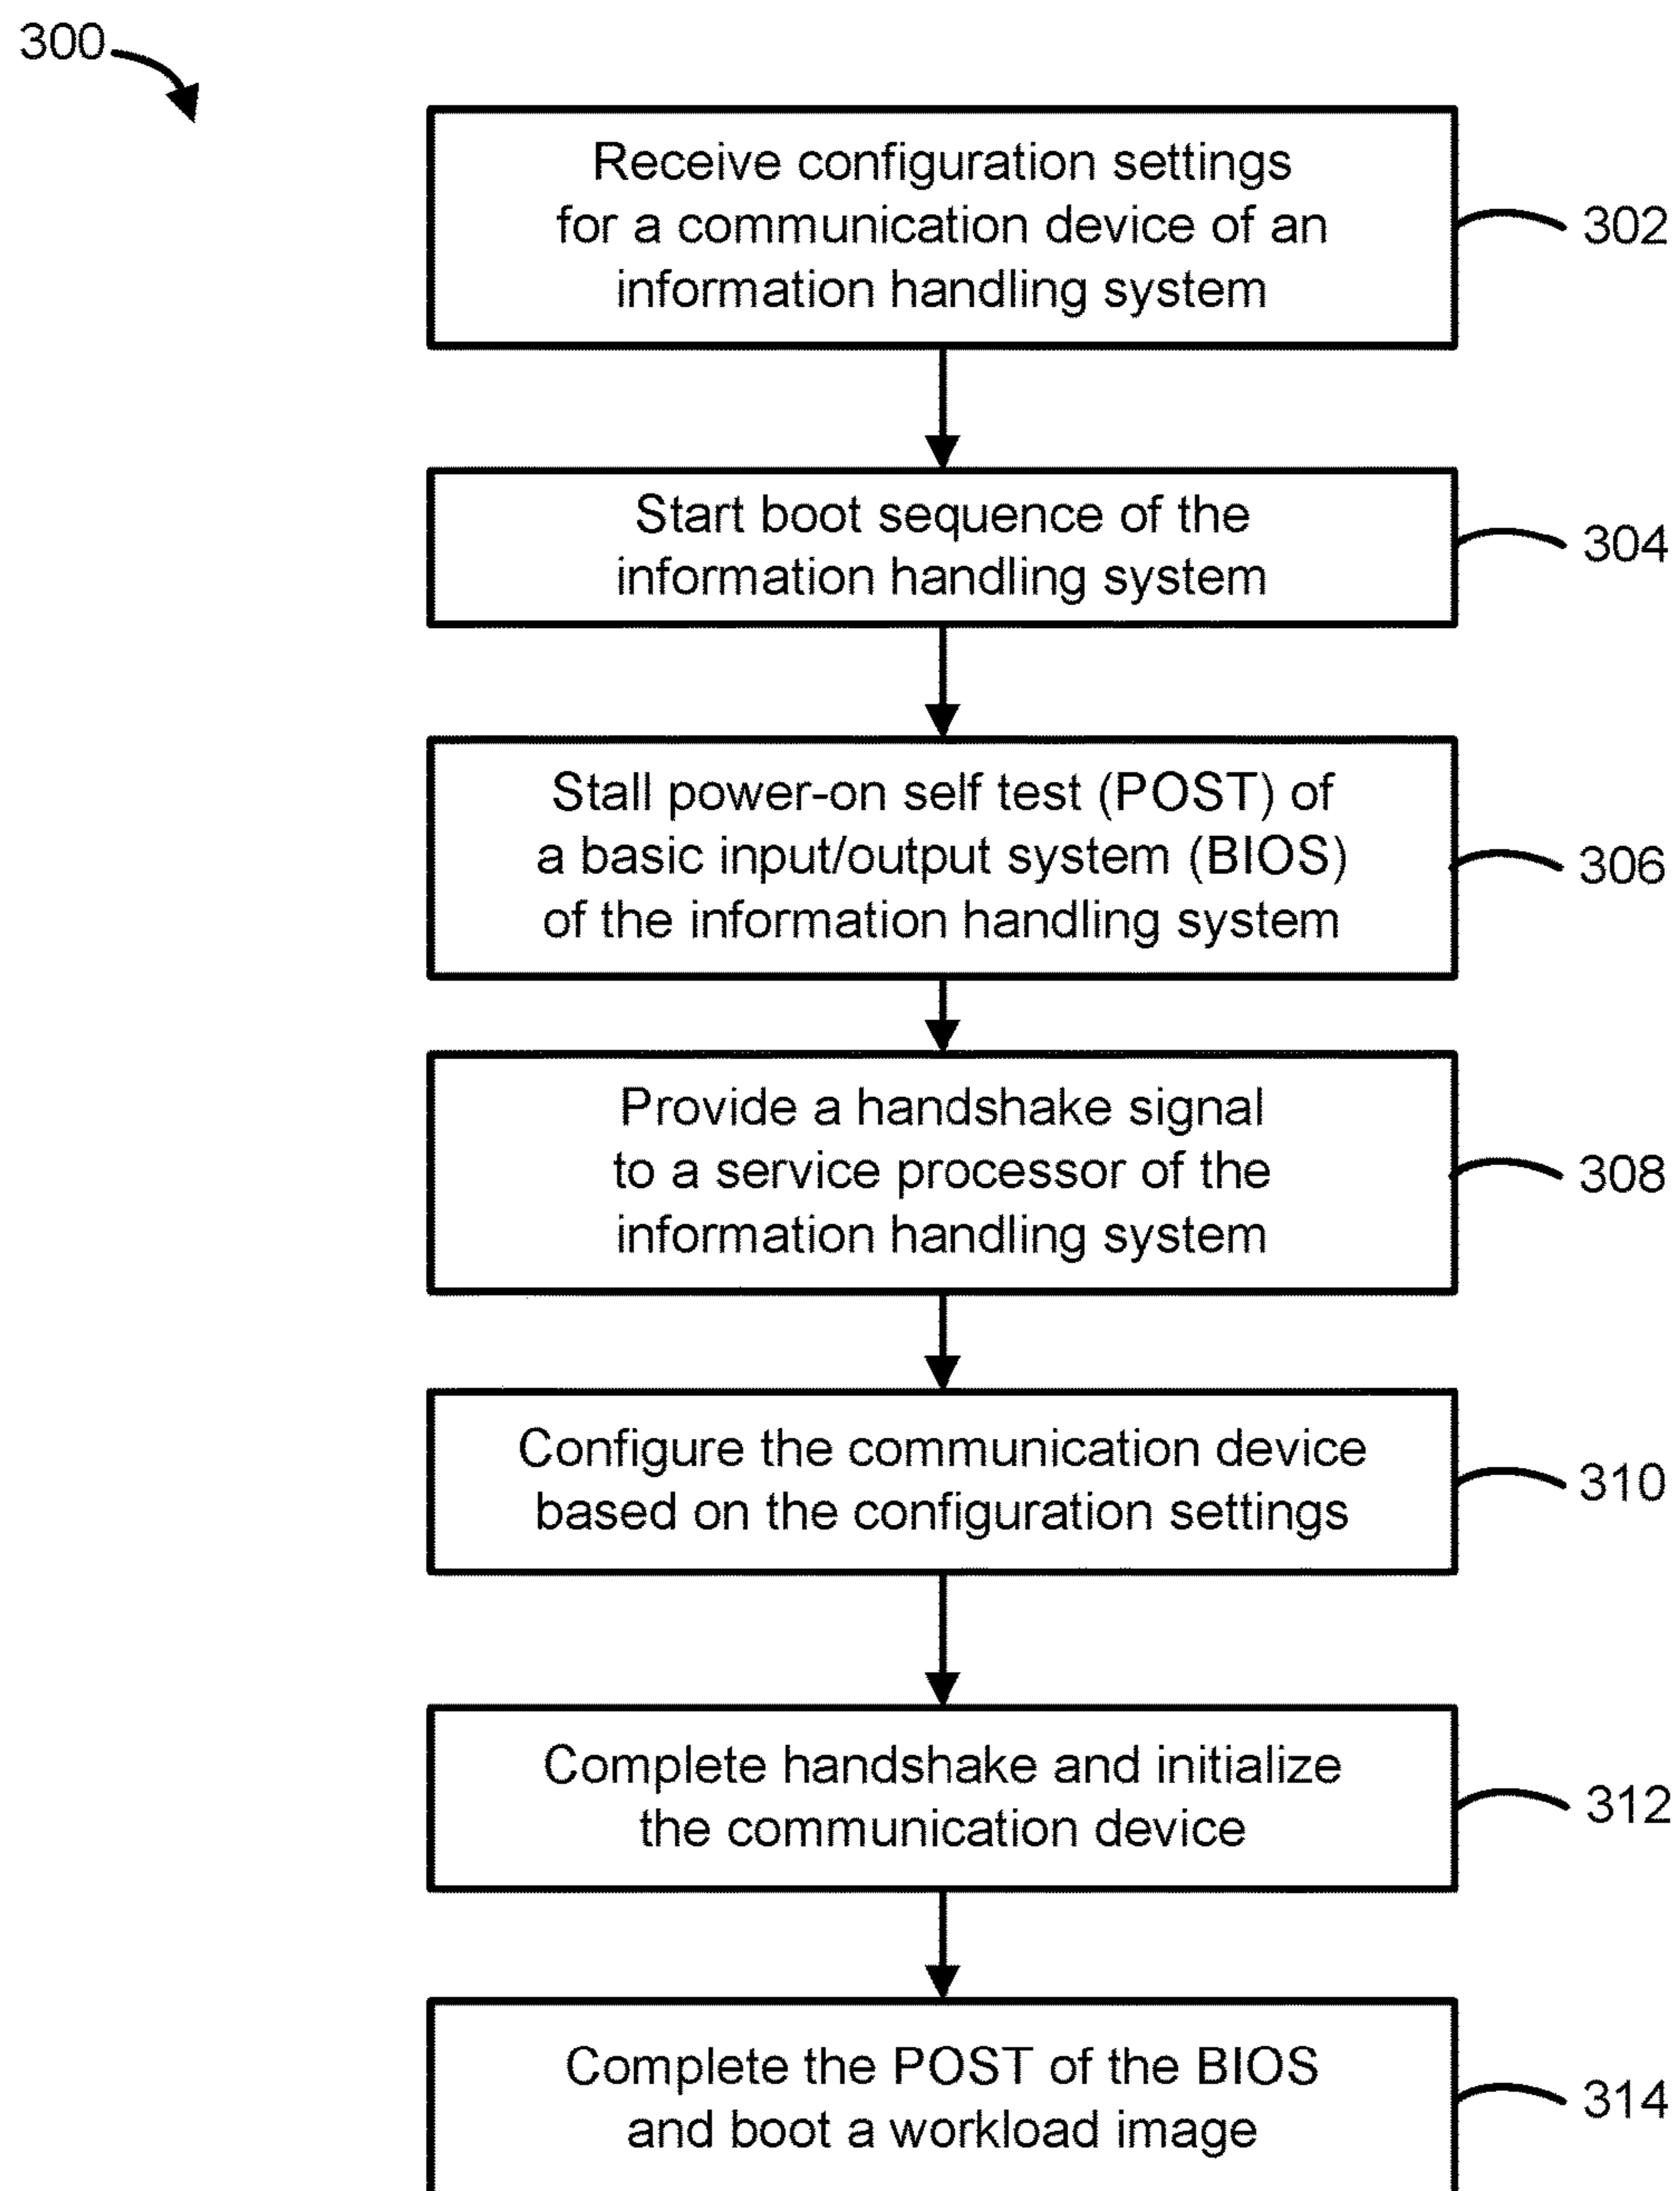 300
Receive configuration settings
for a communication device of an
information handling system
302
Start boot sequence of the
information handling system
304
Stall power-on self test (POST) of
a basic input/output system (BIOS)
of the information handling system
306
Provide a handshake signal
to a service processor of the
information handling system
308
Configure the communication device
based on the configuration settings
310
Complete handshake and initialize
the communication device
312
Complete the POST of the BIOS
and boot a workload image
314